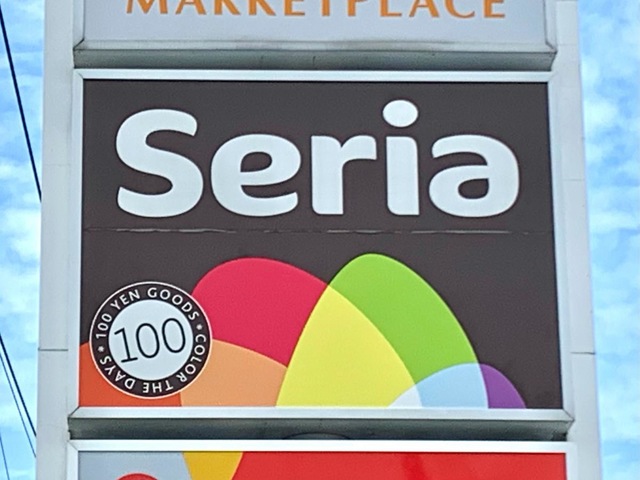 MARKETPLACE
Seria
100 YEN GOODS • COLOR THE DAYS •
100